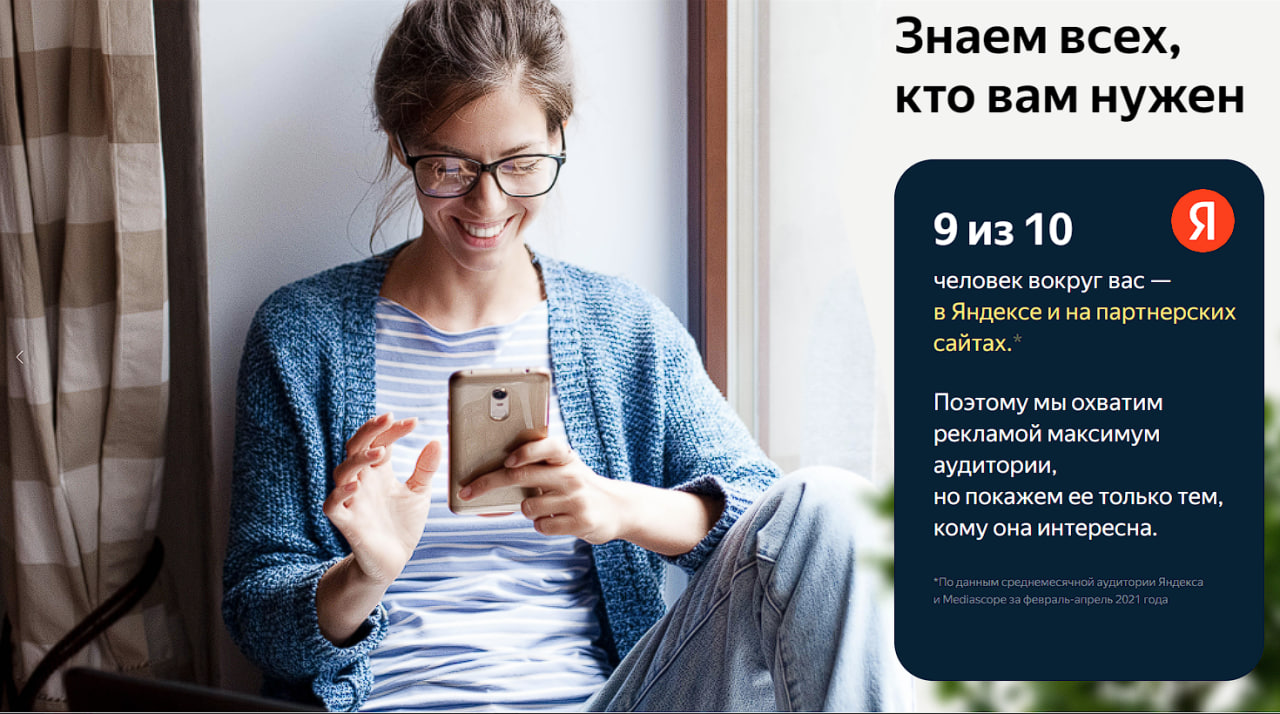 Знаем всех,
кто вам нужен
9 из 10
Я
человек вокруг вас —
в Яндексе и на партнерских
сайтах.*
Поэтому мы охватим
рекламой максимум
аудитории,
но покажем ее только тем,
кому она интересна.
*По данным среднемесячной аудитории Яндекса
и Mediascope за февраль-апрель 2021 года